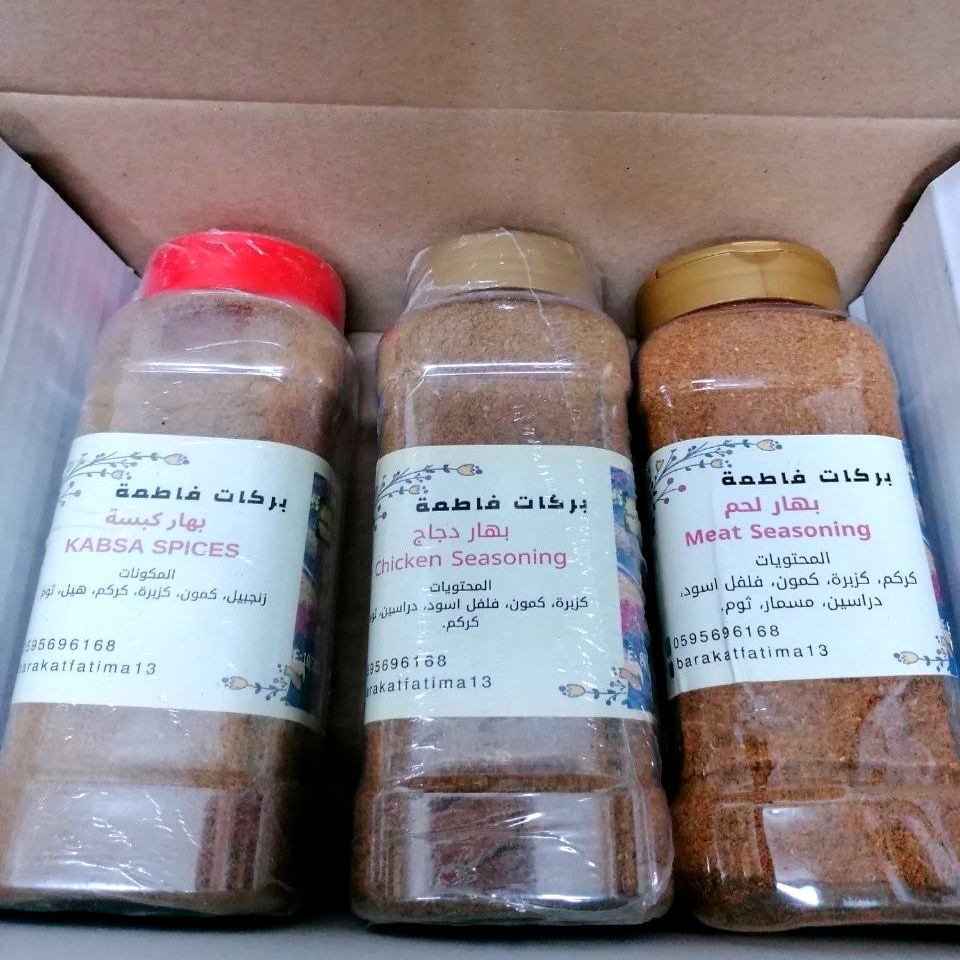 بركات فاطمة
بهار كبسة
KABSA SPICES
المكونات
زنجبيل، كمون، كزبرة، كركم، هيل، ثوم
595696168
barakatfatima13
بركات فاطمة
بهار دجاج
Chicken Seasoning
المحتويات
كزبرة، كمون، فلفل اسود، دراسين،
كركم.
595696168
arakatfatima13
بركات فاطمة
بهار لحم
Meat Seasoning
المحتويات
كركم، كزبرة، كمون، فلفل اسود،
دراسين، مسمار، ثوم.
0595696168
barakatfatima13